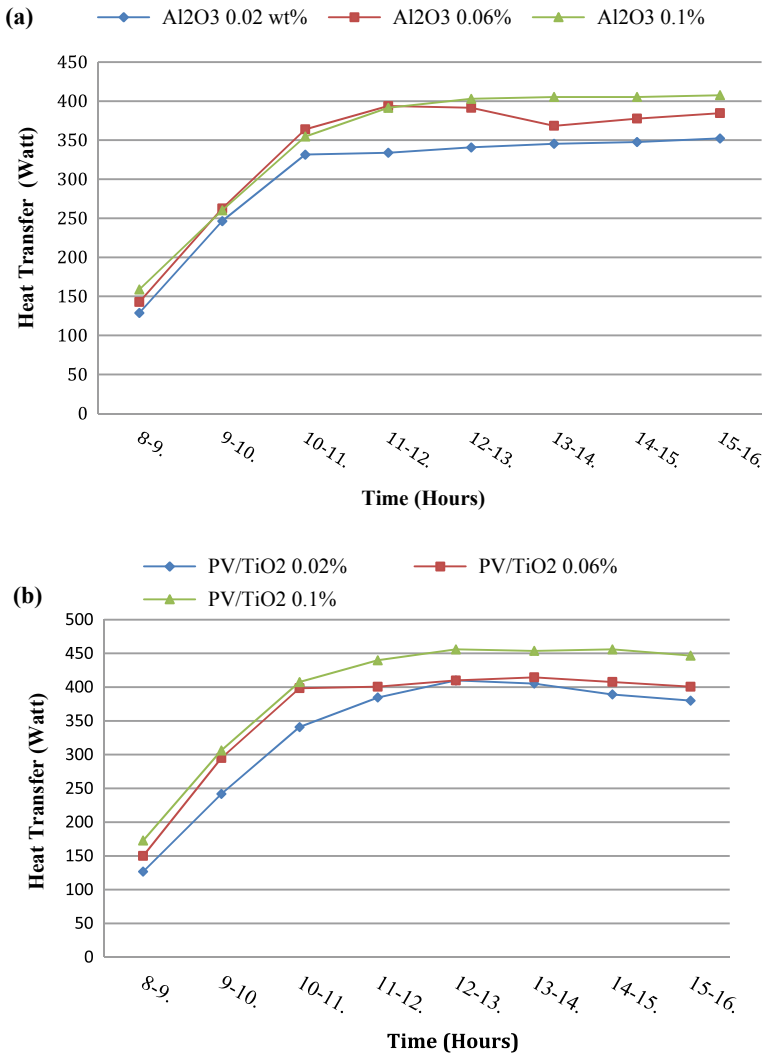 (a)
Al2O3 0.02 wt% Al2O3 0.06% Al2O3 0.1%
450
400
350
300
250
200
150
100
50
0
Heat Transfer (Watt)
8-9. 9-10. 10-11. 11-12. 12-13. 13-14. 14-15. 15-16.
Time (Hours)
PV/TiO2 0.02% PV/TiO2 0.06%
(b)
PV/TiO2 0.1%
500
450
400
350
300
250
200
150
100
50
0
Heat Transfer (Watt)
8-9. 9-10. 10-11. 11-12. 12-13. 13-14. 14-15. 15-16.
Time (Hours)